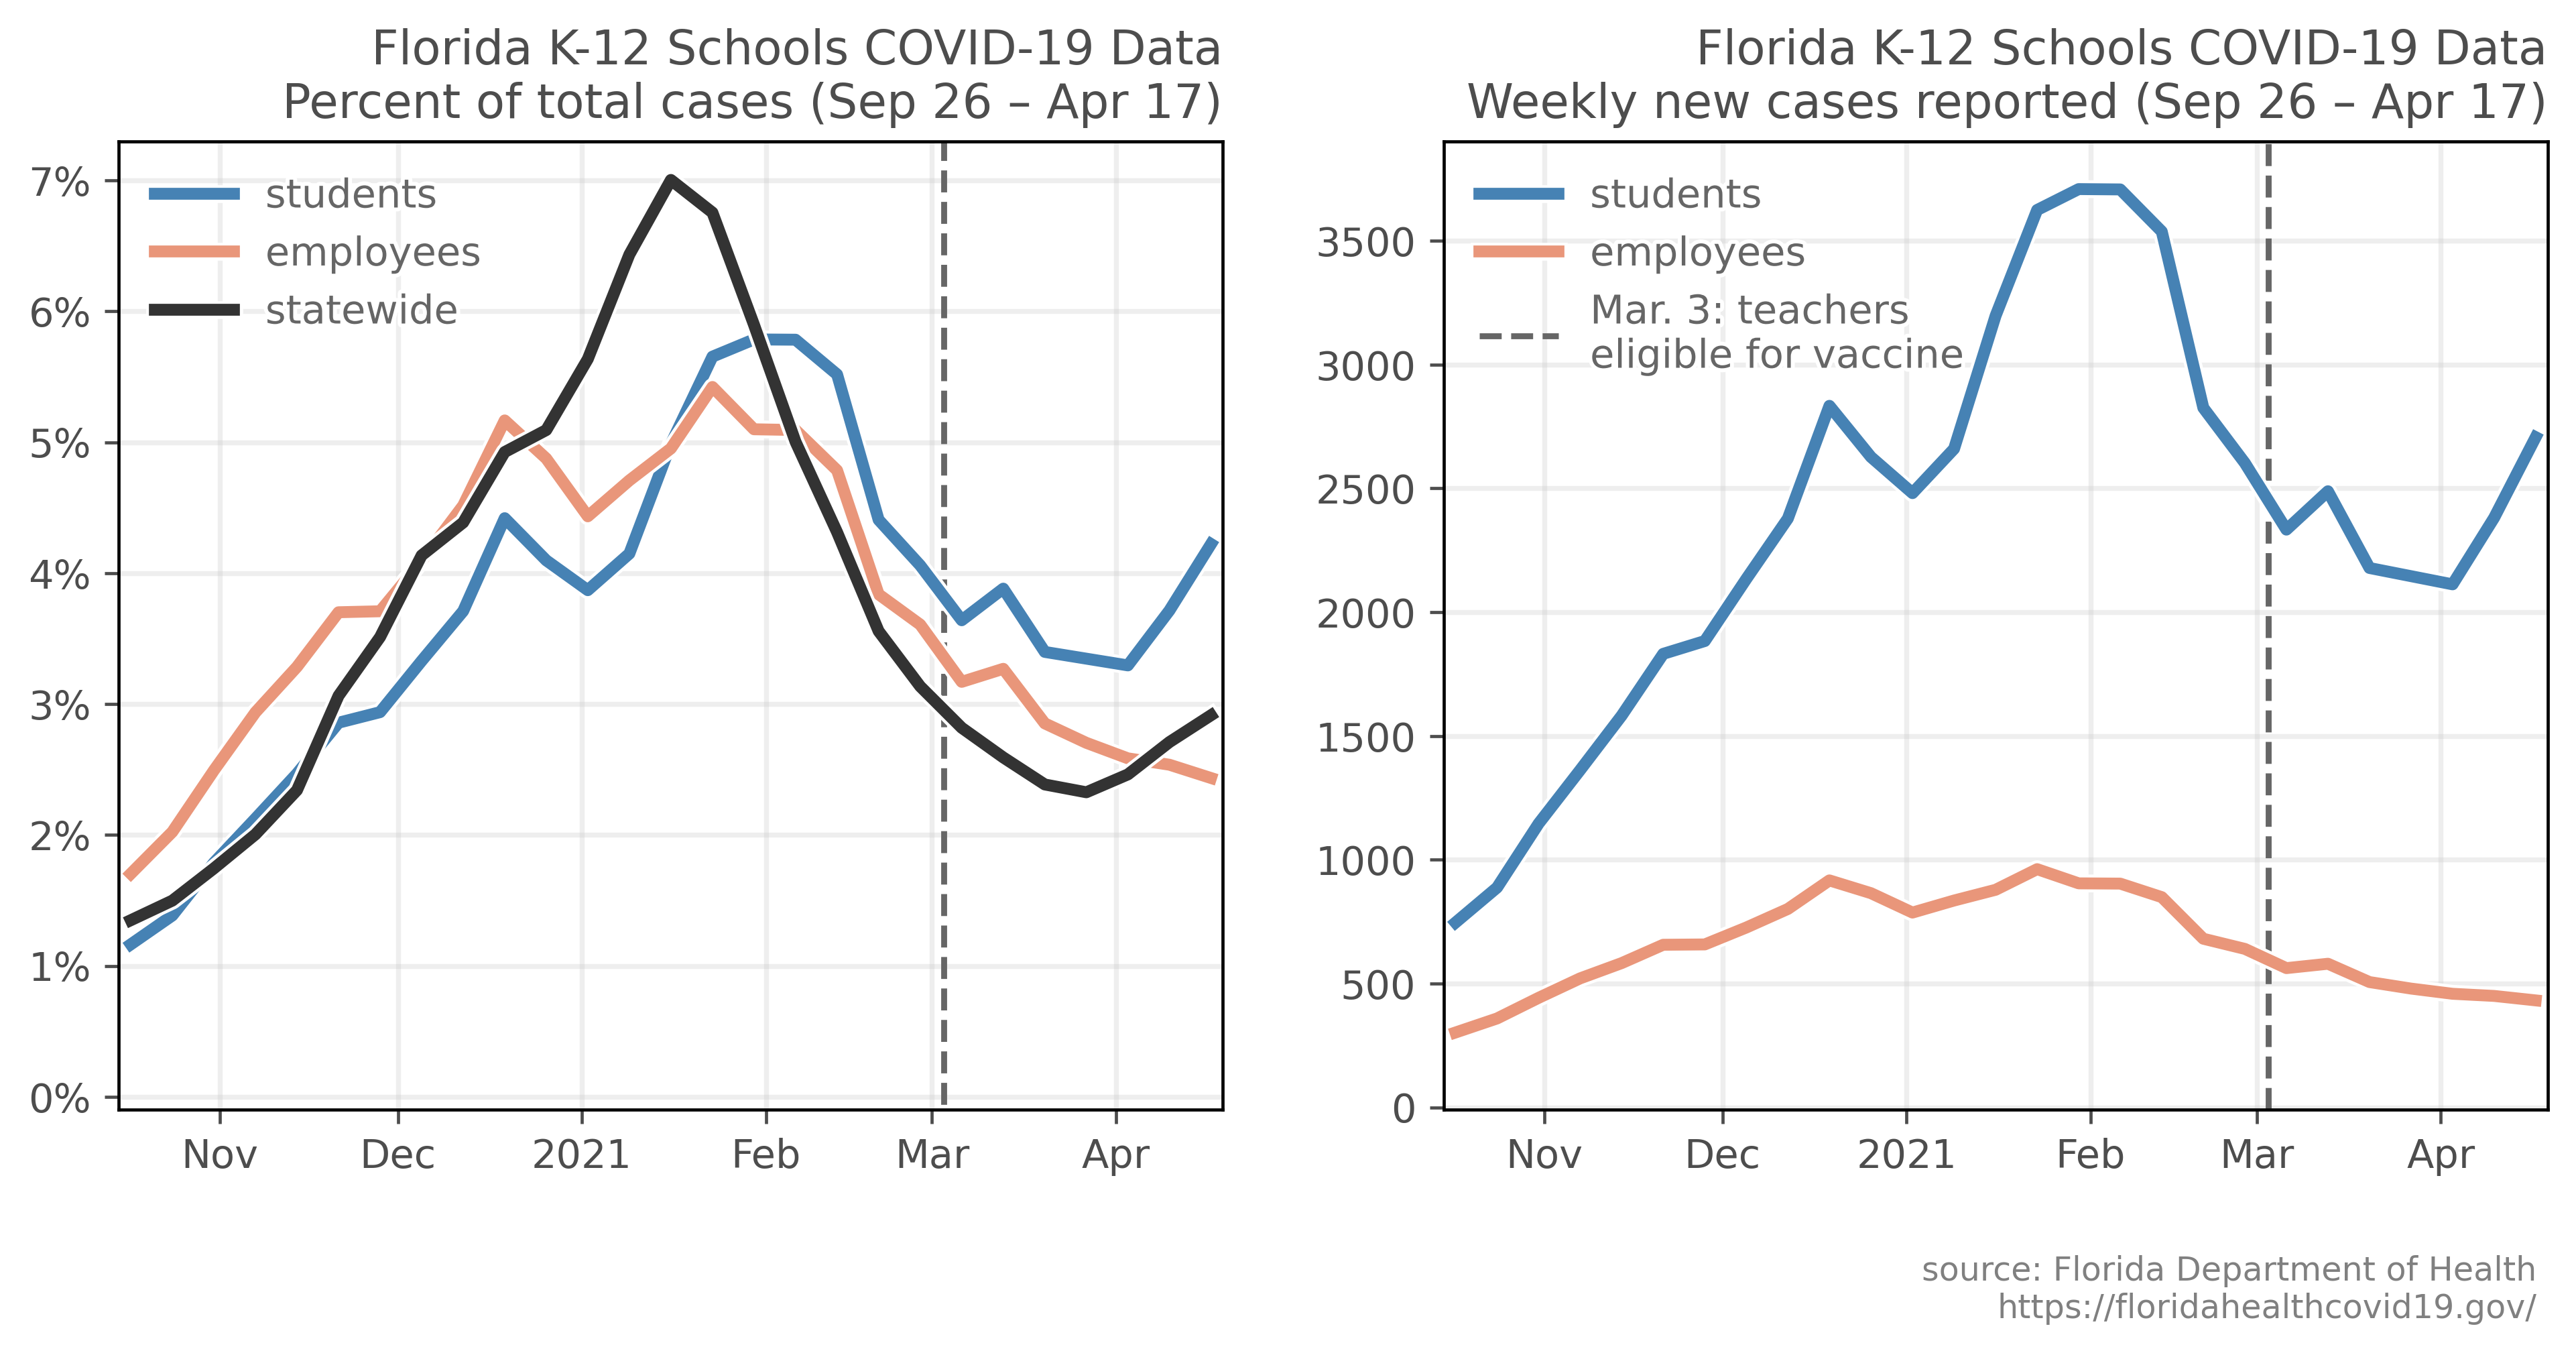 Florida K-12 Schools COVID-19 Data
Percent of total cases (Sep 26 – Apr 17)
7%
6%
5%
4%
3%
2%
1%
0%
students
employees
statewide
Nov
Dec
2021
Feb
Mar
Apr
Florida K-12 Schools COVID-19 Data
Weekly new cases reported (Sep 26 – Apr 17)
3500
3000
2500
2000
1500
1000
500
0
students
employees
Mar. 3: teachers
eligible for vaccine
Nov
Dec
2021
Feb
Mar
Apr
source: Florida Department of Health
https://floridahealthcovid19.gov/